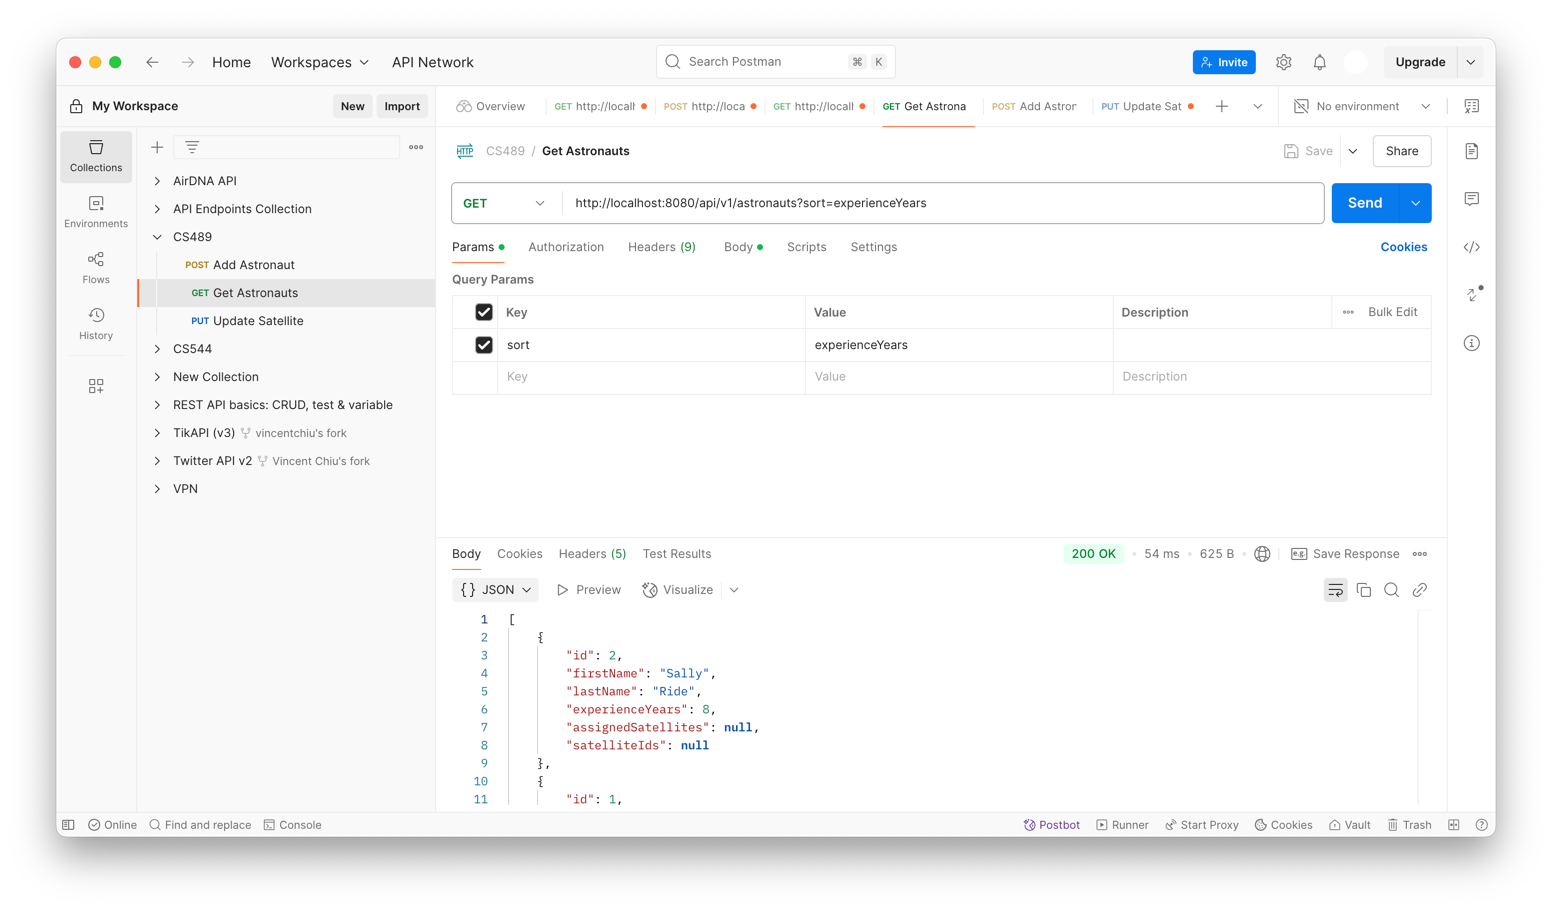 Home Workspaces API Network
Search Postman ⌘ K
Invite
Upgrade
My Workspace New Import
Overview GET http://localh POST http://loca GET http://locall GET Get Astrona POST Add Astror PUT Update Sat No environment
Collections
Environments
Flows
History
AirDNA API
API Endpoints Collection
CS489
POST Add Astronaut
GET Get Astronauts
PUT Update Satellite
CS544
New Collection
REST API basics: CRUD, test & variable
TikAPI (v3) vincentchiu's fork
Twitter API v2 Vincent Chiu's fork
VPN
HTTP CS489 / Get Astronauts Save Share
GET http://localhost:8080/api/v1/astronauts?sort=experienceYears Send
Params Authorization Headers (9) Body Scripts Settings Cookies
Query Params
Key Value Description Bulk Edit
sort experienceYears
Key Value Description
Body Cookies Headers (5) Test Results 200 OK 54 ms 625 B e.g. Save Response
{} JSON Preview Visualize
1 [
2 {
3 "id": 2,
4 "firstName": "Sally",
5 "lastName": "Ride",
6 "experienceYears": 8,
7 "assignedSatellites": null,
8 "satelliteIds": null
9 },
10 {
11 "id": 1,
Online Find and replace Console Postbot Runner Start Proxy Cookies Vault Trash